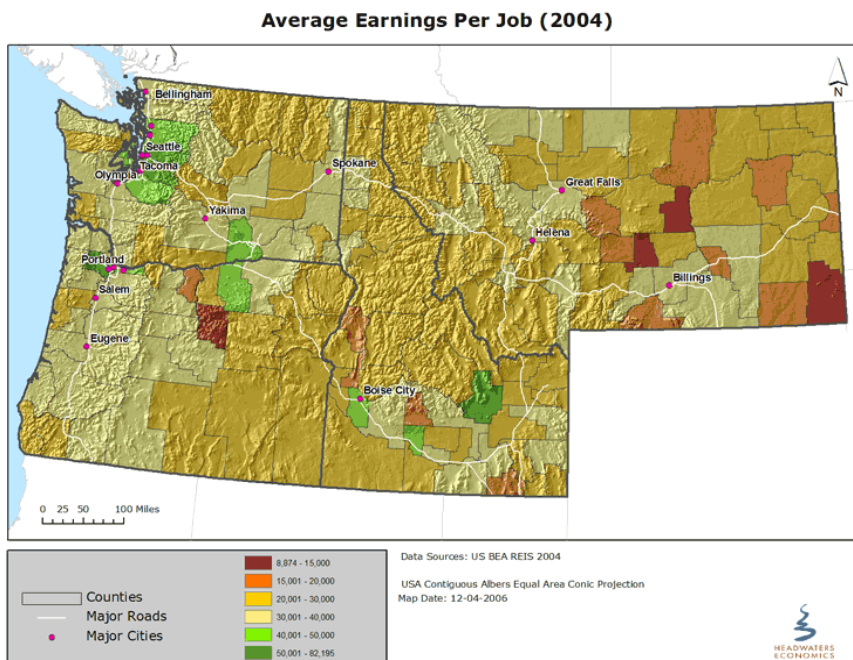 Average Earnings Per Job (2004)
N
Bellingham
Seattle
Tacoma
Olympia
Spokane
Yakima
Great Falls
Helena
Portland
Billings
Salem
Eugene
Boise City
0 25 50 100 Miles
Counties
Major Roads
Major Cities
8,874 - 15,000
15,001 - 20,000
20,001 - 30,000
30,001 - 40,000
40,001 - 50,000
50,001 - 82,195
Data Sources: US BEA REIS 2004
USA Contiguous Albers Equal Area Conic Projection
Map Date: 12-04-2006
HEADWATERS
ECONOMICS